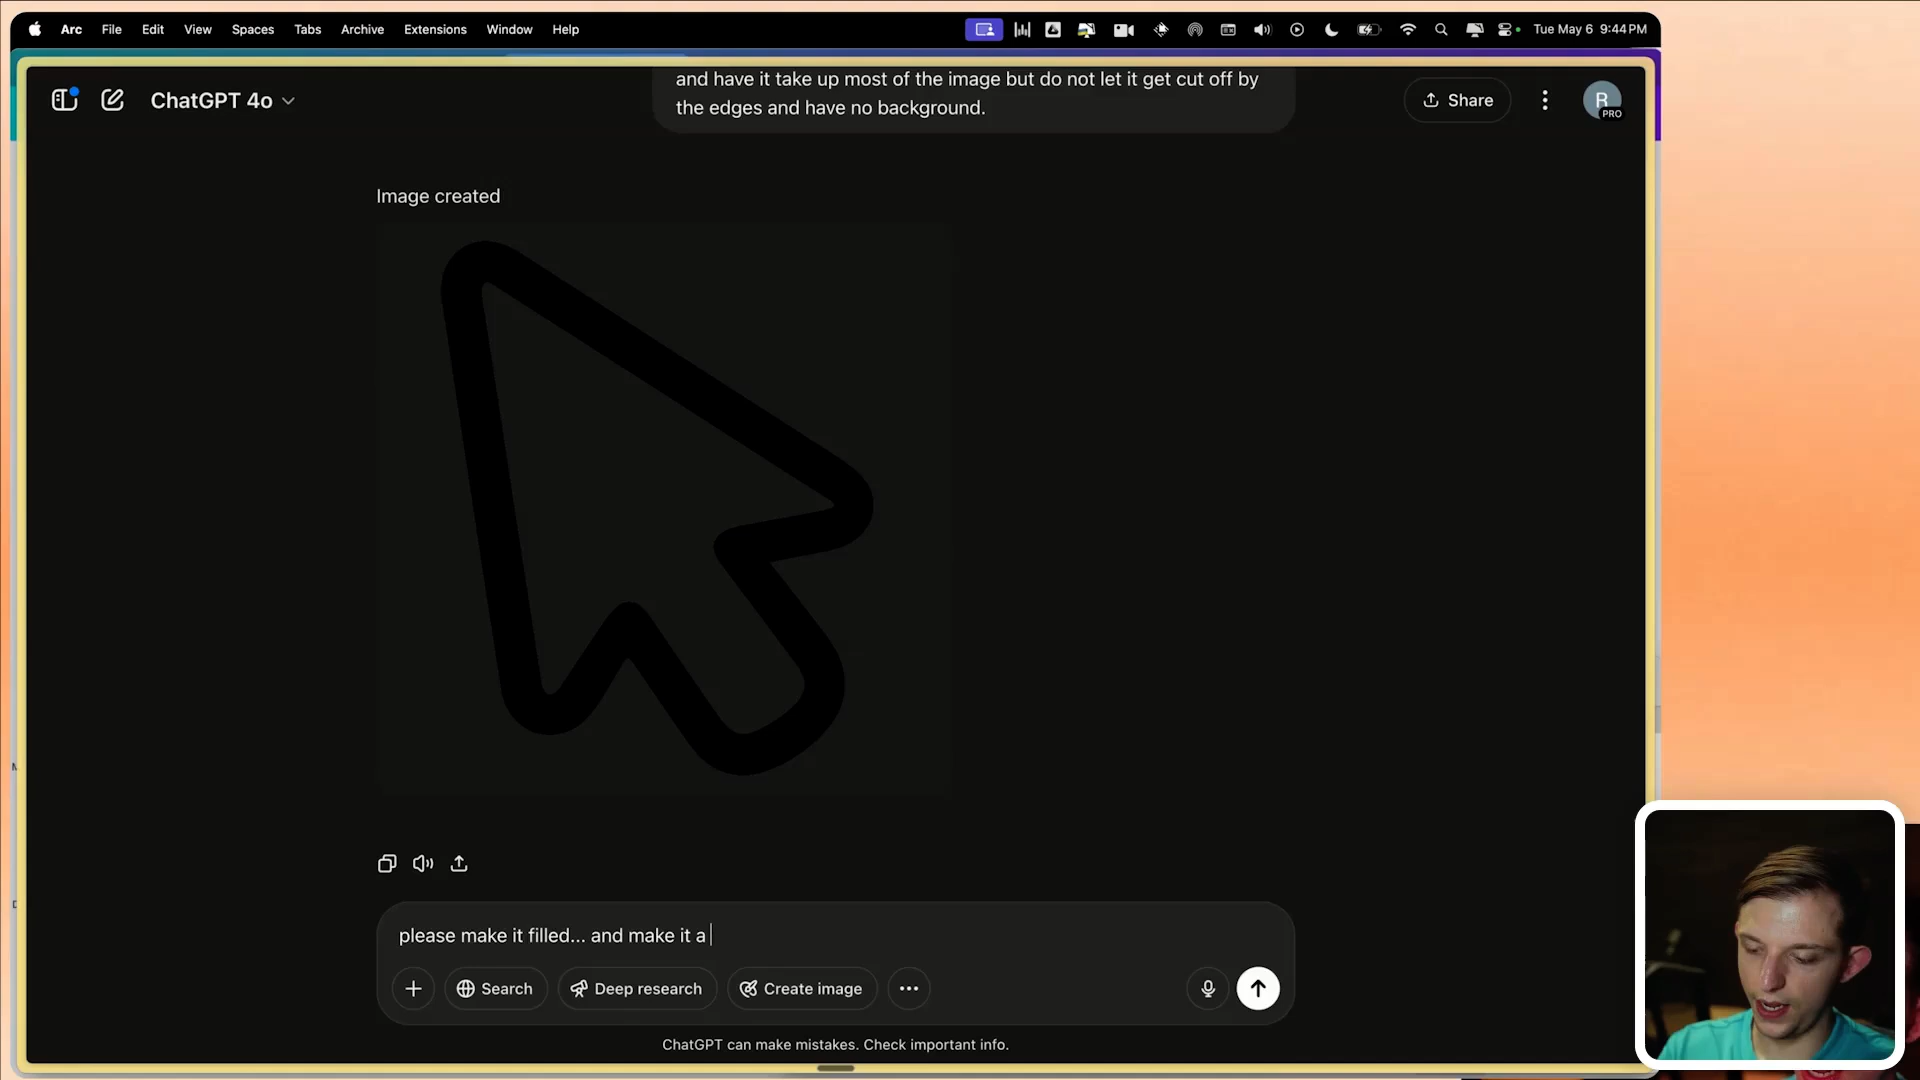 Arc File Edit View Spaces Tabs Archive Extensions Window Help Tue May 6 9:44 PM
ChatGPT 4o
and have it take up most of the image but do not let it get cut off by
the edges and have no background.
Share
R
PRO
Image created
please make it filled... and make it a
Search Deep research Create image
ChatGPT can make mistakes. Check important info.